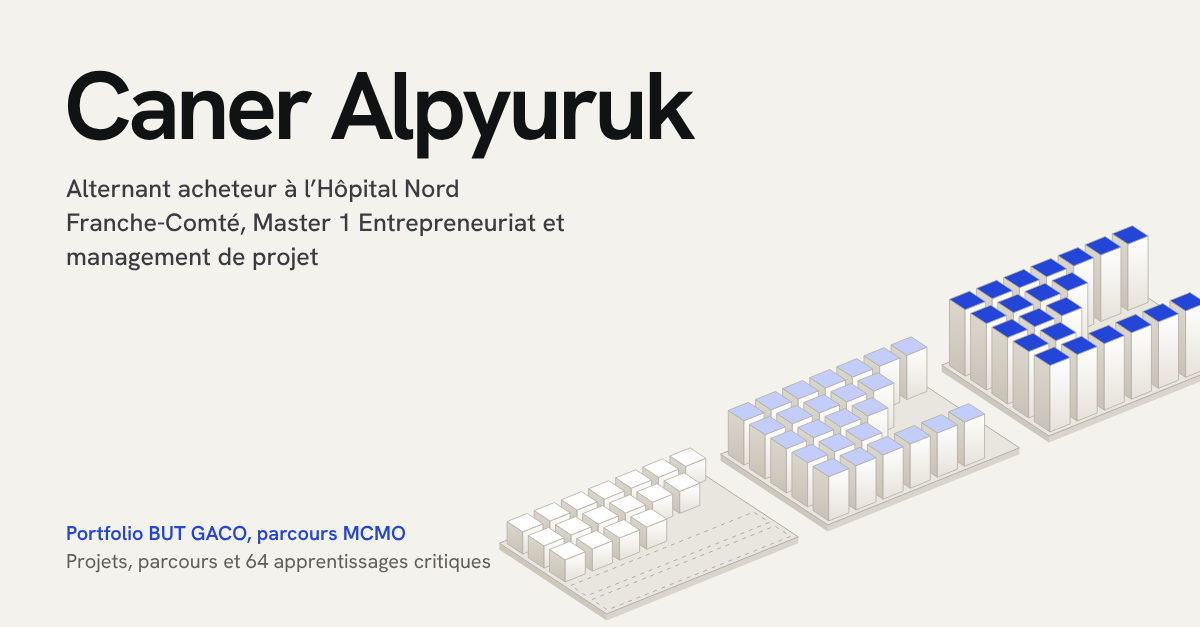 Caner Alpyuruk
Alternant acheteur à l’Hôpital Nord
Franche-Comté, Master 1 Entrepreneuriat et
management de projet
Portfolio BUT GACO, parcours MCMO
Projets, parcours et 64 apprentissages critiques